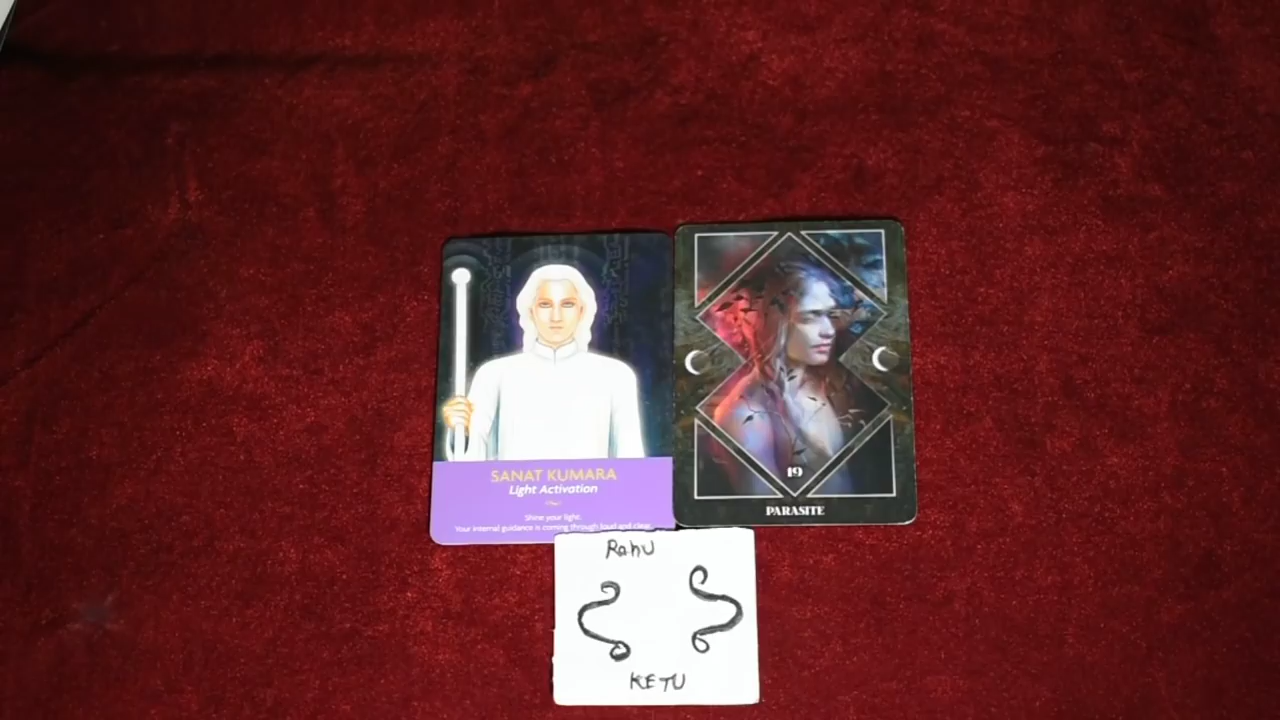 SANAT KUMARA
Light Activation
Shine your light.
Your internal guidance is coming through loud and clear.
19
PARASITE
Rahu
KETU